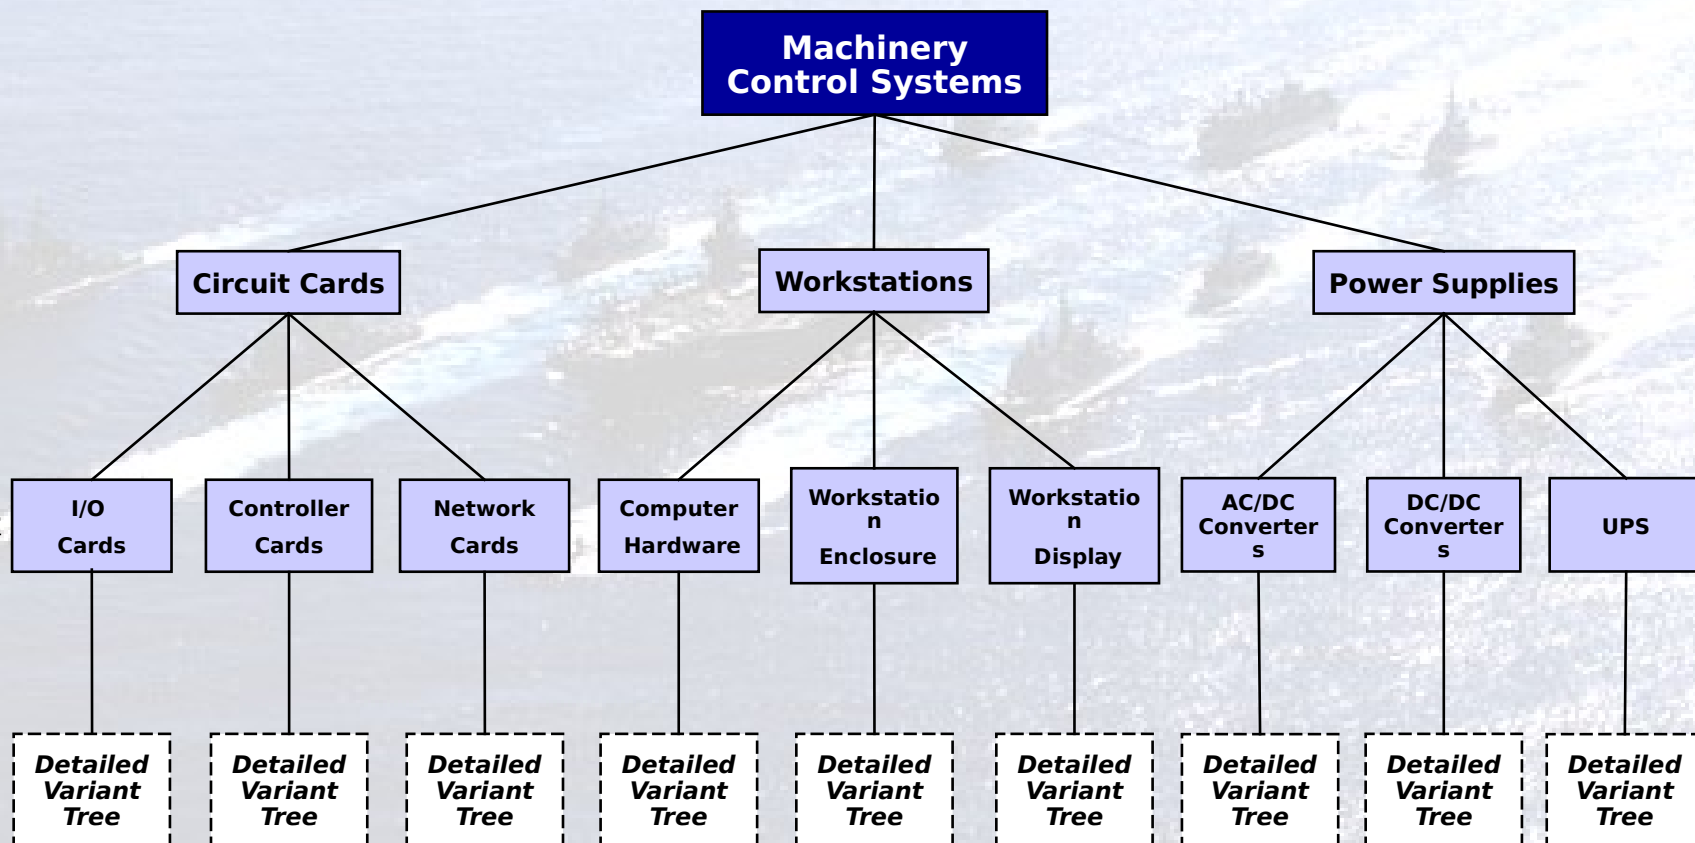 Machinery
Control Systems
Circuit Cards
Workstations
Power Supplies
I/O
Cards
Controller
Cards
Network
Cards
Computer
Hardware
Workstatio
n
Enclosure
Workstatio
n
Display
AC/DC
Converter
s
DC/DC
Converter
s
UPS
Detailed
Variant
Tree
Detailed
Variant
Tree
Detailed
Variant
Tree
Detailed
Variant
Tree
Detailed
Variant
Tree
Detailed
Variant
Tree
Detailed
Variant
Tree
Detailed
Variant
Tree
Detailed
Variant
Tree